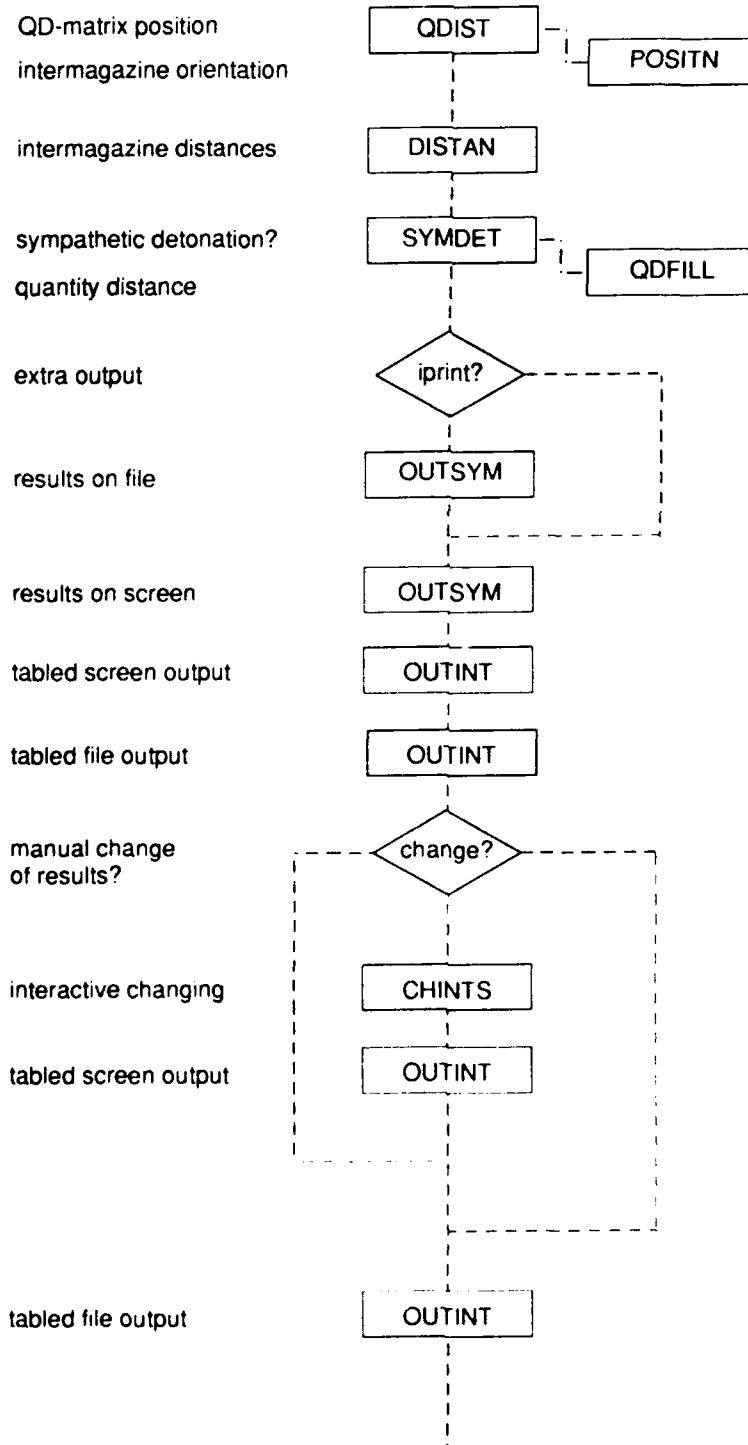 QD-matrix position
QDIST
intermagazine orientation
POSITN
intermagazine distances
DISTAN
sympathetic detonation?
SYMDET
quantity distance
QDFILL
extra output
iprint?
results on file
OUTSYM
results on screen
OUTSYM
tabled screen output
OUTINT
tabled file output
OUTINT
manual change
of results?
change?
interactive changing
CHINTS
tabled screen output
OUTINT
tabled file output
OUTINT